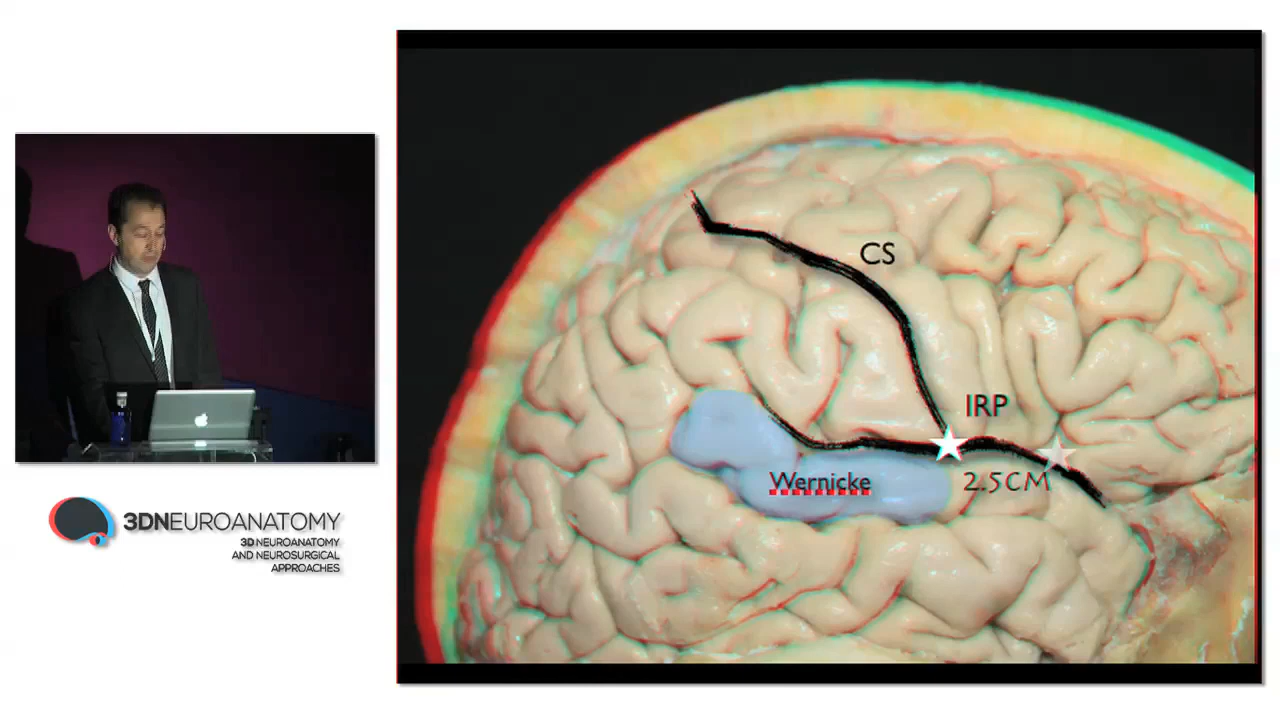 3DNEUROANATOMY
3D NEUROANATOMY
AND NEUROSURGICAL
APPROACHES
CS
IRP
Wernicke
2.5CM